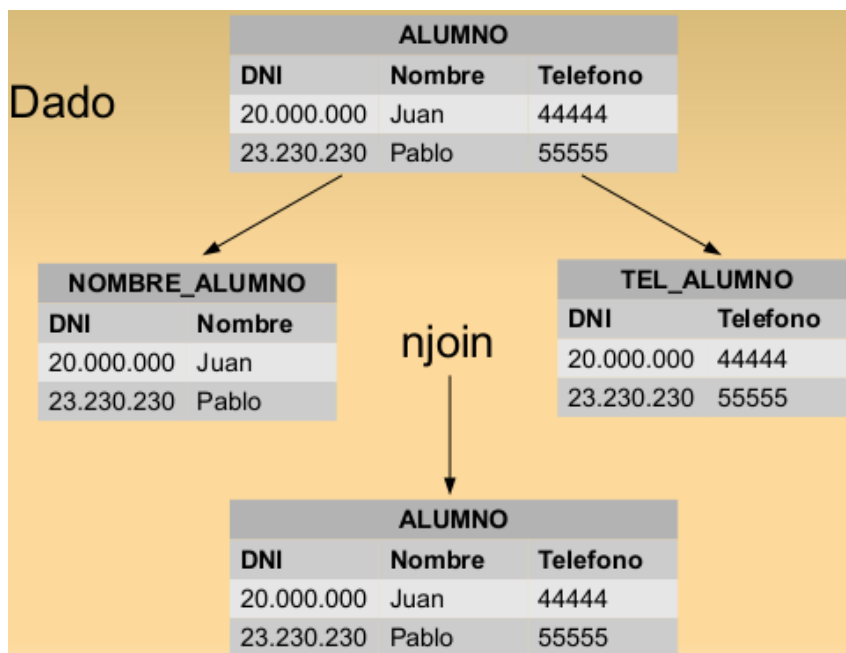 Dado
ALUMNO
DNI Nombre Telefono
20.000.000 Juan 44444
23.230.230 Pablo 55555
NOMBRE_ALUMNO
DNI Nombre
20.000.000 Juan
23.230.230 Pablo
njoin
TEL_ALUMNO
DNI Telefono
20.000.000 44444
23.230.230 55555
ALUMNO
DNI Nombre Telefono
20.000.000 Juan 44444
23.230.230 Pablo 55555